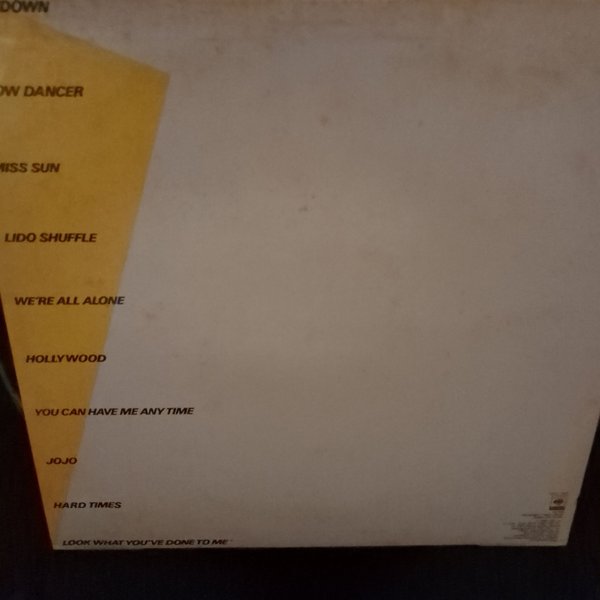 DOWN
OW DANCER
MISS SUN
LIDO SHUFFLE
WE'RE ALL ALONE
HOLLYWOOD
YOU CAN HAVE ME ANY TIME
JOJO
HARD TIMES
LOOK WHAT YOU'VE DONE TO ME